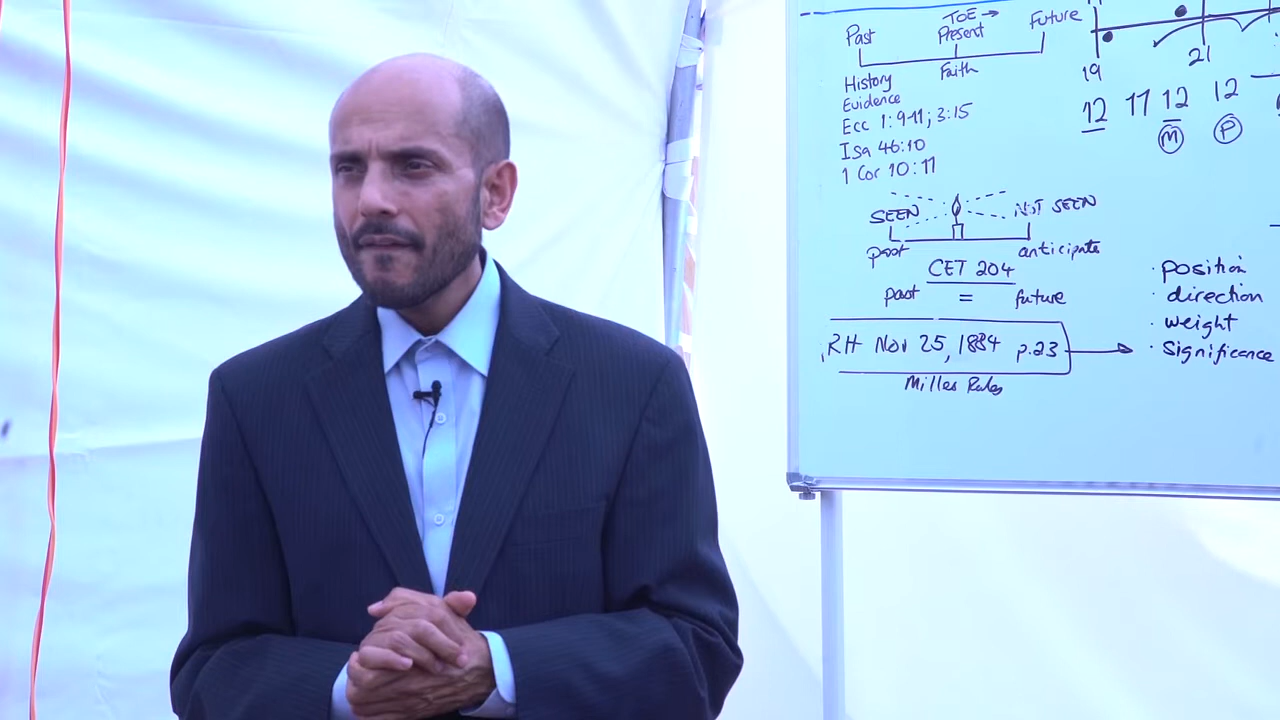 TOE →
Past Present Future
Faith
History
Evidence
Ecc 1:9-11; 3:15
Isa 46:10
1 Cor 10:11
SEEN NOT SEEN
past anticipate
CET 204
past = future
RH Nov 25, 1884 p.23
Miller Rules
19 21
12 11 12 12
M P
· position
· direction
· weight
· significance